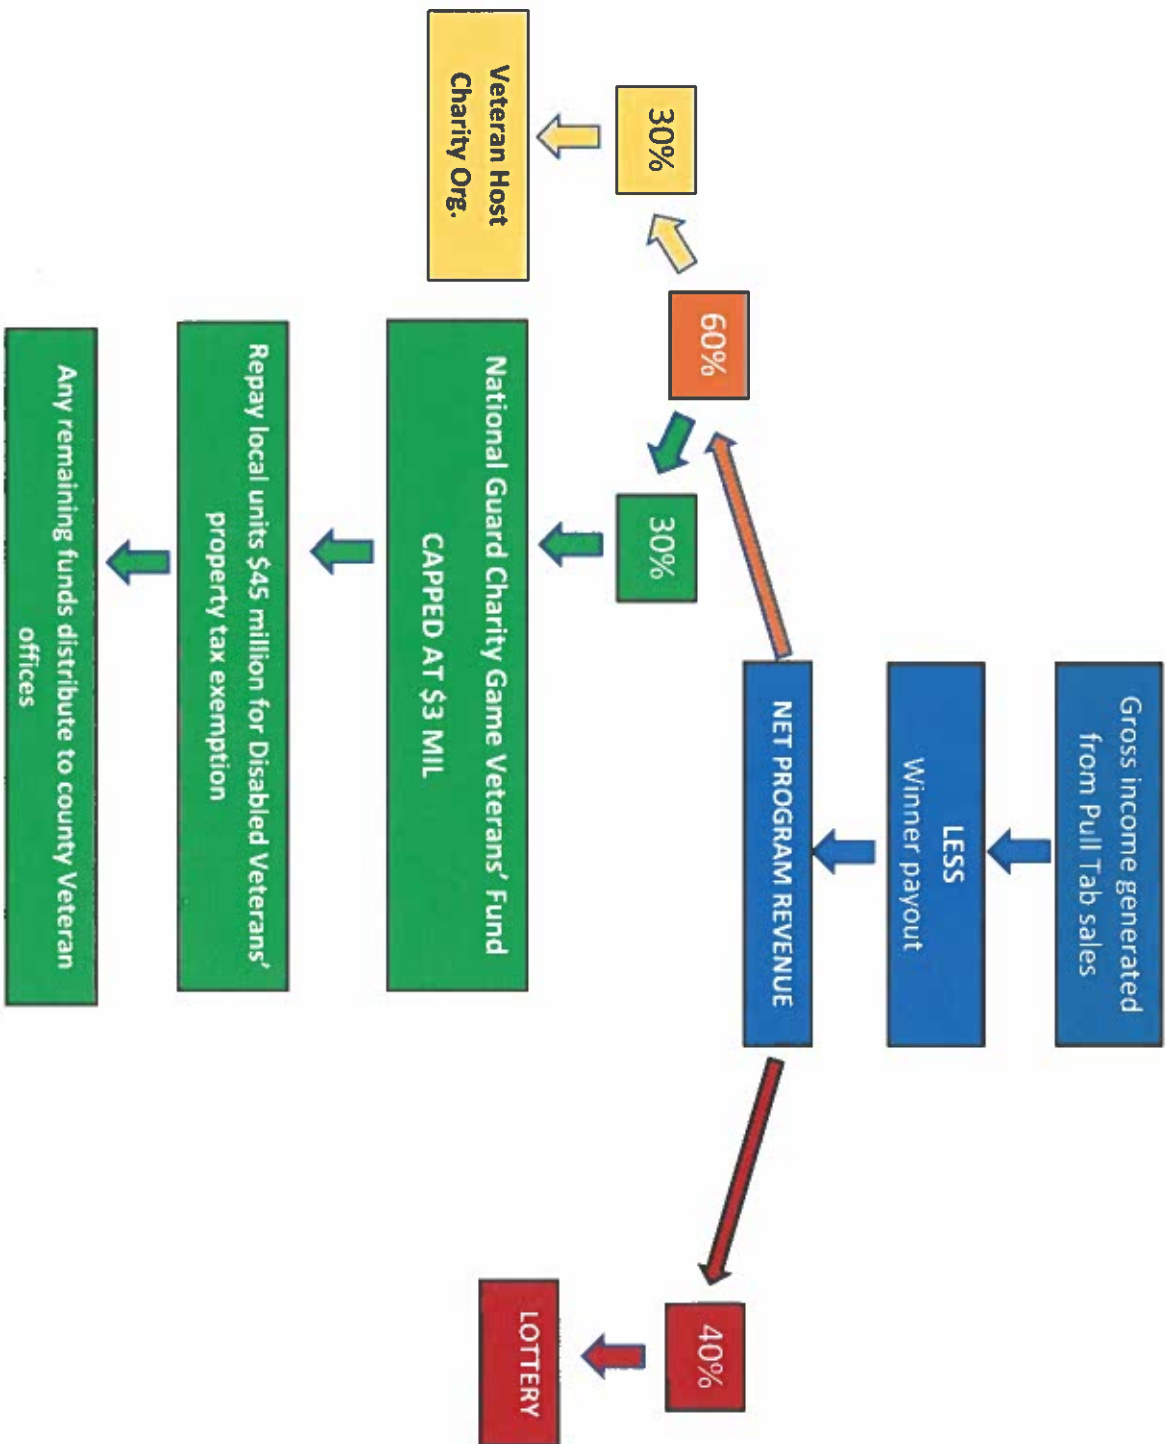 Gross income generated
from Pull Tab sales
LESS
Winner payout
NET PROGRAM REVENUE
60%
40%
30%
30%
LOTTERY
Veteran Host
Charity Org.
National Guard Charity Game Veterans' Fund
CAPPED AT $3 MIL
Repay local units $45 million for Disabled Veterans'
property tax exemption
Any remaining funds distribute to county Veteran
offices